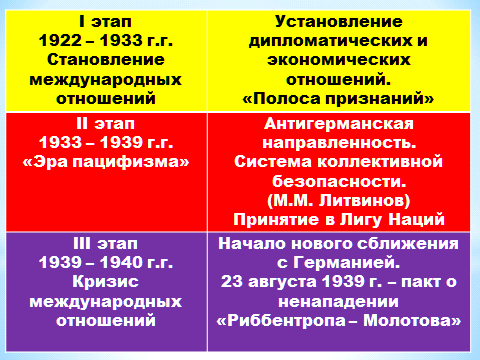 I этап
1922 – 1933 г.г.
Становление
международных
отношений
Установление
дипломатических и
экономических
отношений.
«Полоса признаний»
II этап
1933 – 1939 г.г.
«Эра пацифизма»
Антигерманская
направленность.
Система коллективной
безопасности.
(М.М. Литвинов)
Принятие в Лигу Наций
III этап
1939 – 1940 г.г.
Кризис
международных
отношений
Начало нового сближения
с Германией.
23 августа 1939 г. – пакт о
ненападении
«Риббентропа – Молотова»